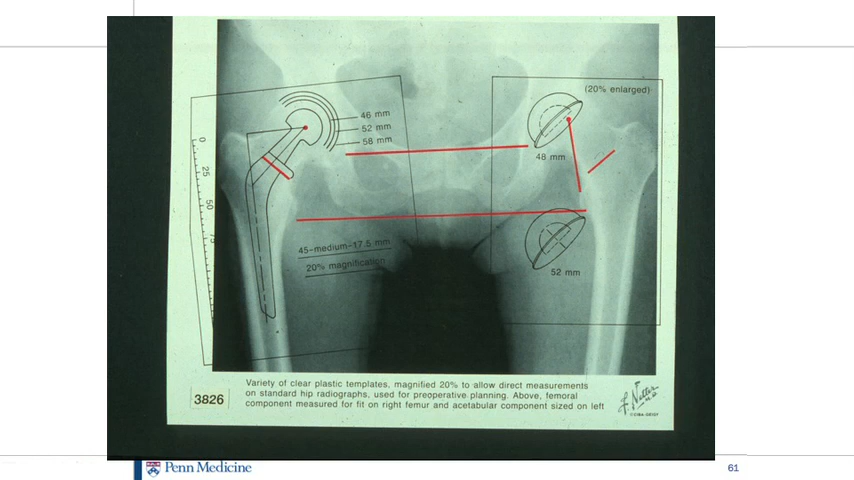 (20% enlarged)
46 mm
52 mm
58 mm
48 mm
0
25
50
75
45-medium-17.5 mm
20% magnification
52 mm
3826
Variety of clear plastic templates, magnified 20% to allow direct measurements
on standard hip radiographs, used for preoperative planning. Above, femoral
component measured for fit on right femur and acetabular component sized on left
F. Netter
M.D.
Penn Medicine
61